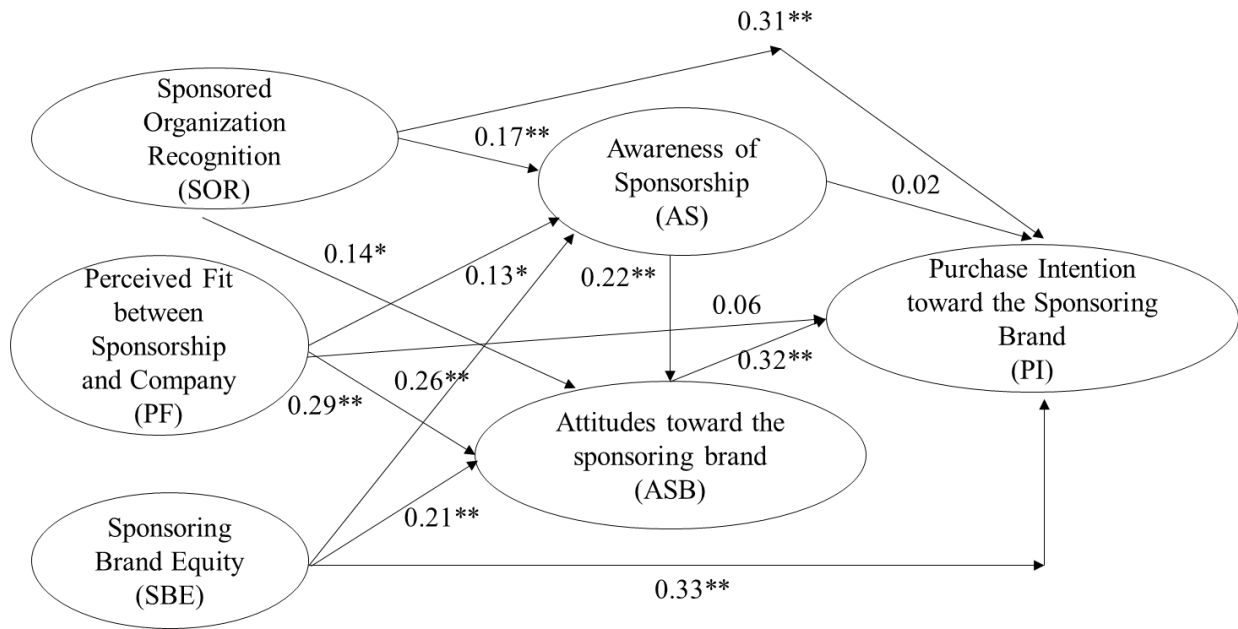 0.31**
Sponsored
Organization
Recognition
(SOR)
0.17**
Awareness of
Sponsorship
(AS)
0.02
0.14*
0.13*
0.22**
Perceived Fit
between
Sponsorship
and Company
(PF)
0.06
Purchase Intention
toward the Sponsoring
Brand
(PI)
0.32**
0.26**
0.29**
Attitudes toward the
sponsoring brand
(ASB)
0.21**
Sponsoring
Brand Equity
(SBE)
0.33**